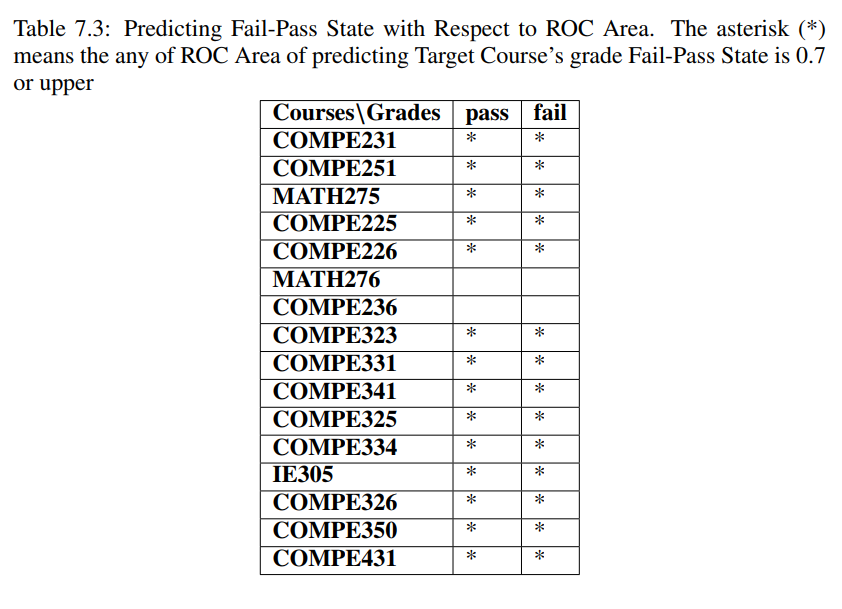 Table 7.3: Predicting Fail-Pass State with Respect to ROC Area. The asterisk (*)
means the any of ROC Area of predicting Target Course's grade Fail-Pass State is 0.7
or upper
Courses\Grades pass fail
COMPE231 * *
COMPE251 * *
MATH275 * *
COMPE225 * *
COMPE226 * *
MATH276
COMPE236
COMPE323 * *
COMPE331 * *
COMPE341 * *
COMPE325 * *
COMPE334 * *
IE305 * *
COMPE326 * *
COMPE350 * *
COMPE431 * *